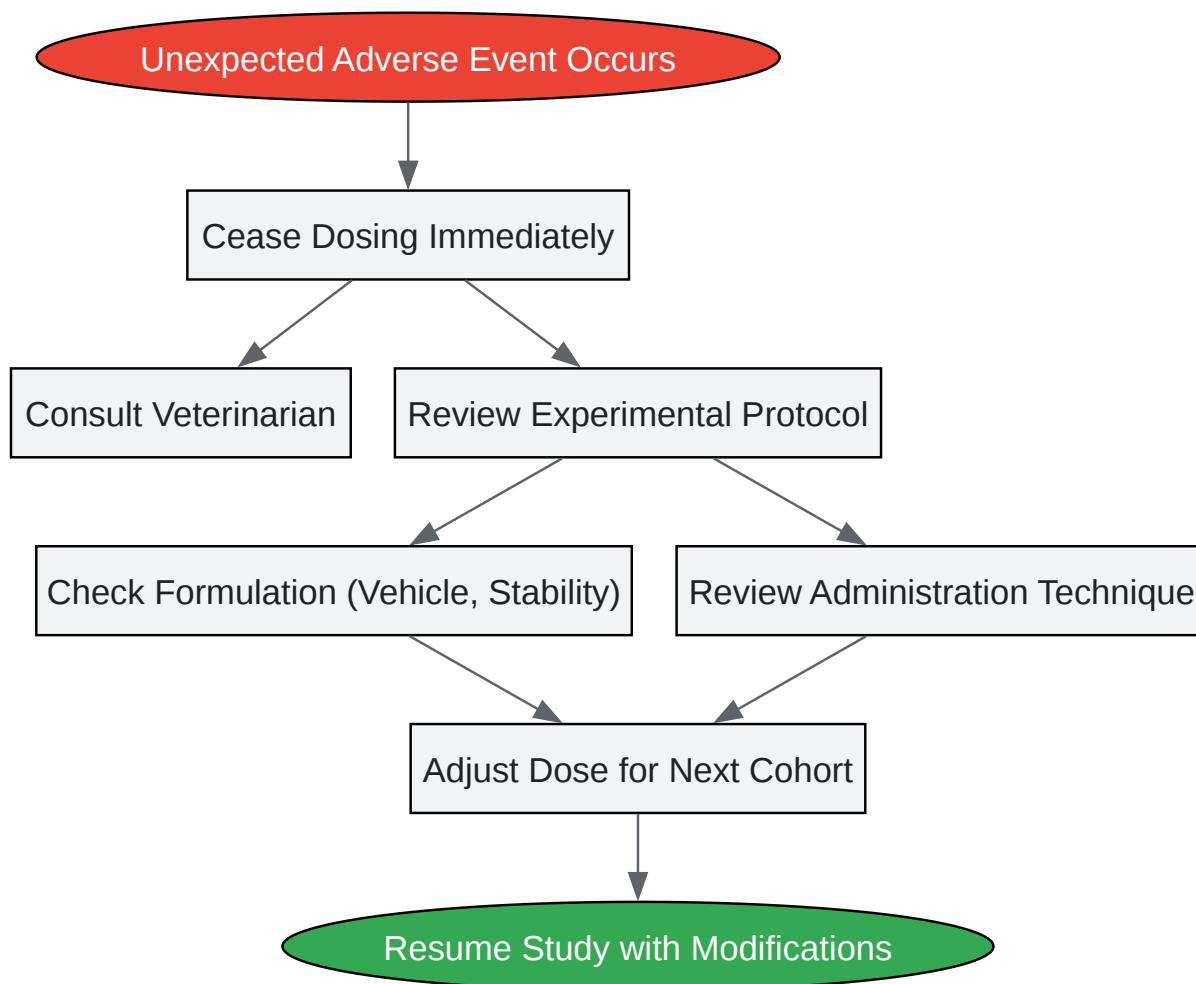 Unexpected Adverse Event Occurs
Cease Dosing Immediately
Consult Veterinarian
Review Experimental Protocol
Check Formulation (Vehicle, Stability)
Review Administration Technique
Adjust Dose for Next Cohort
Resume Study with Modifications